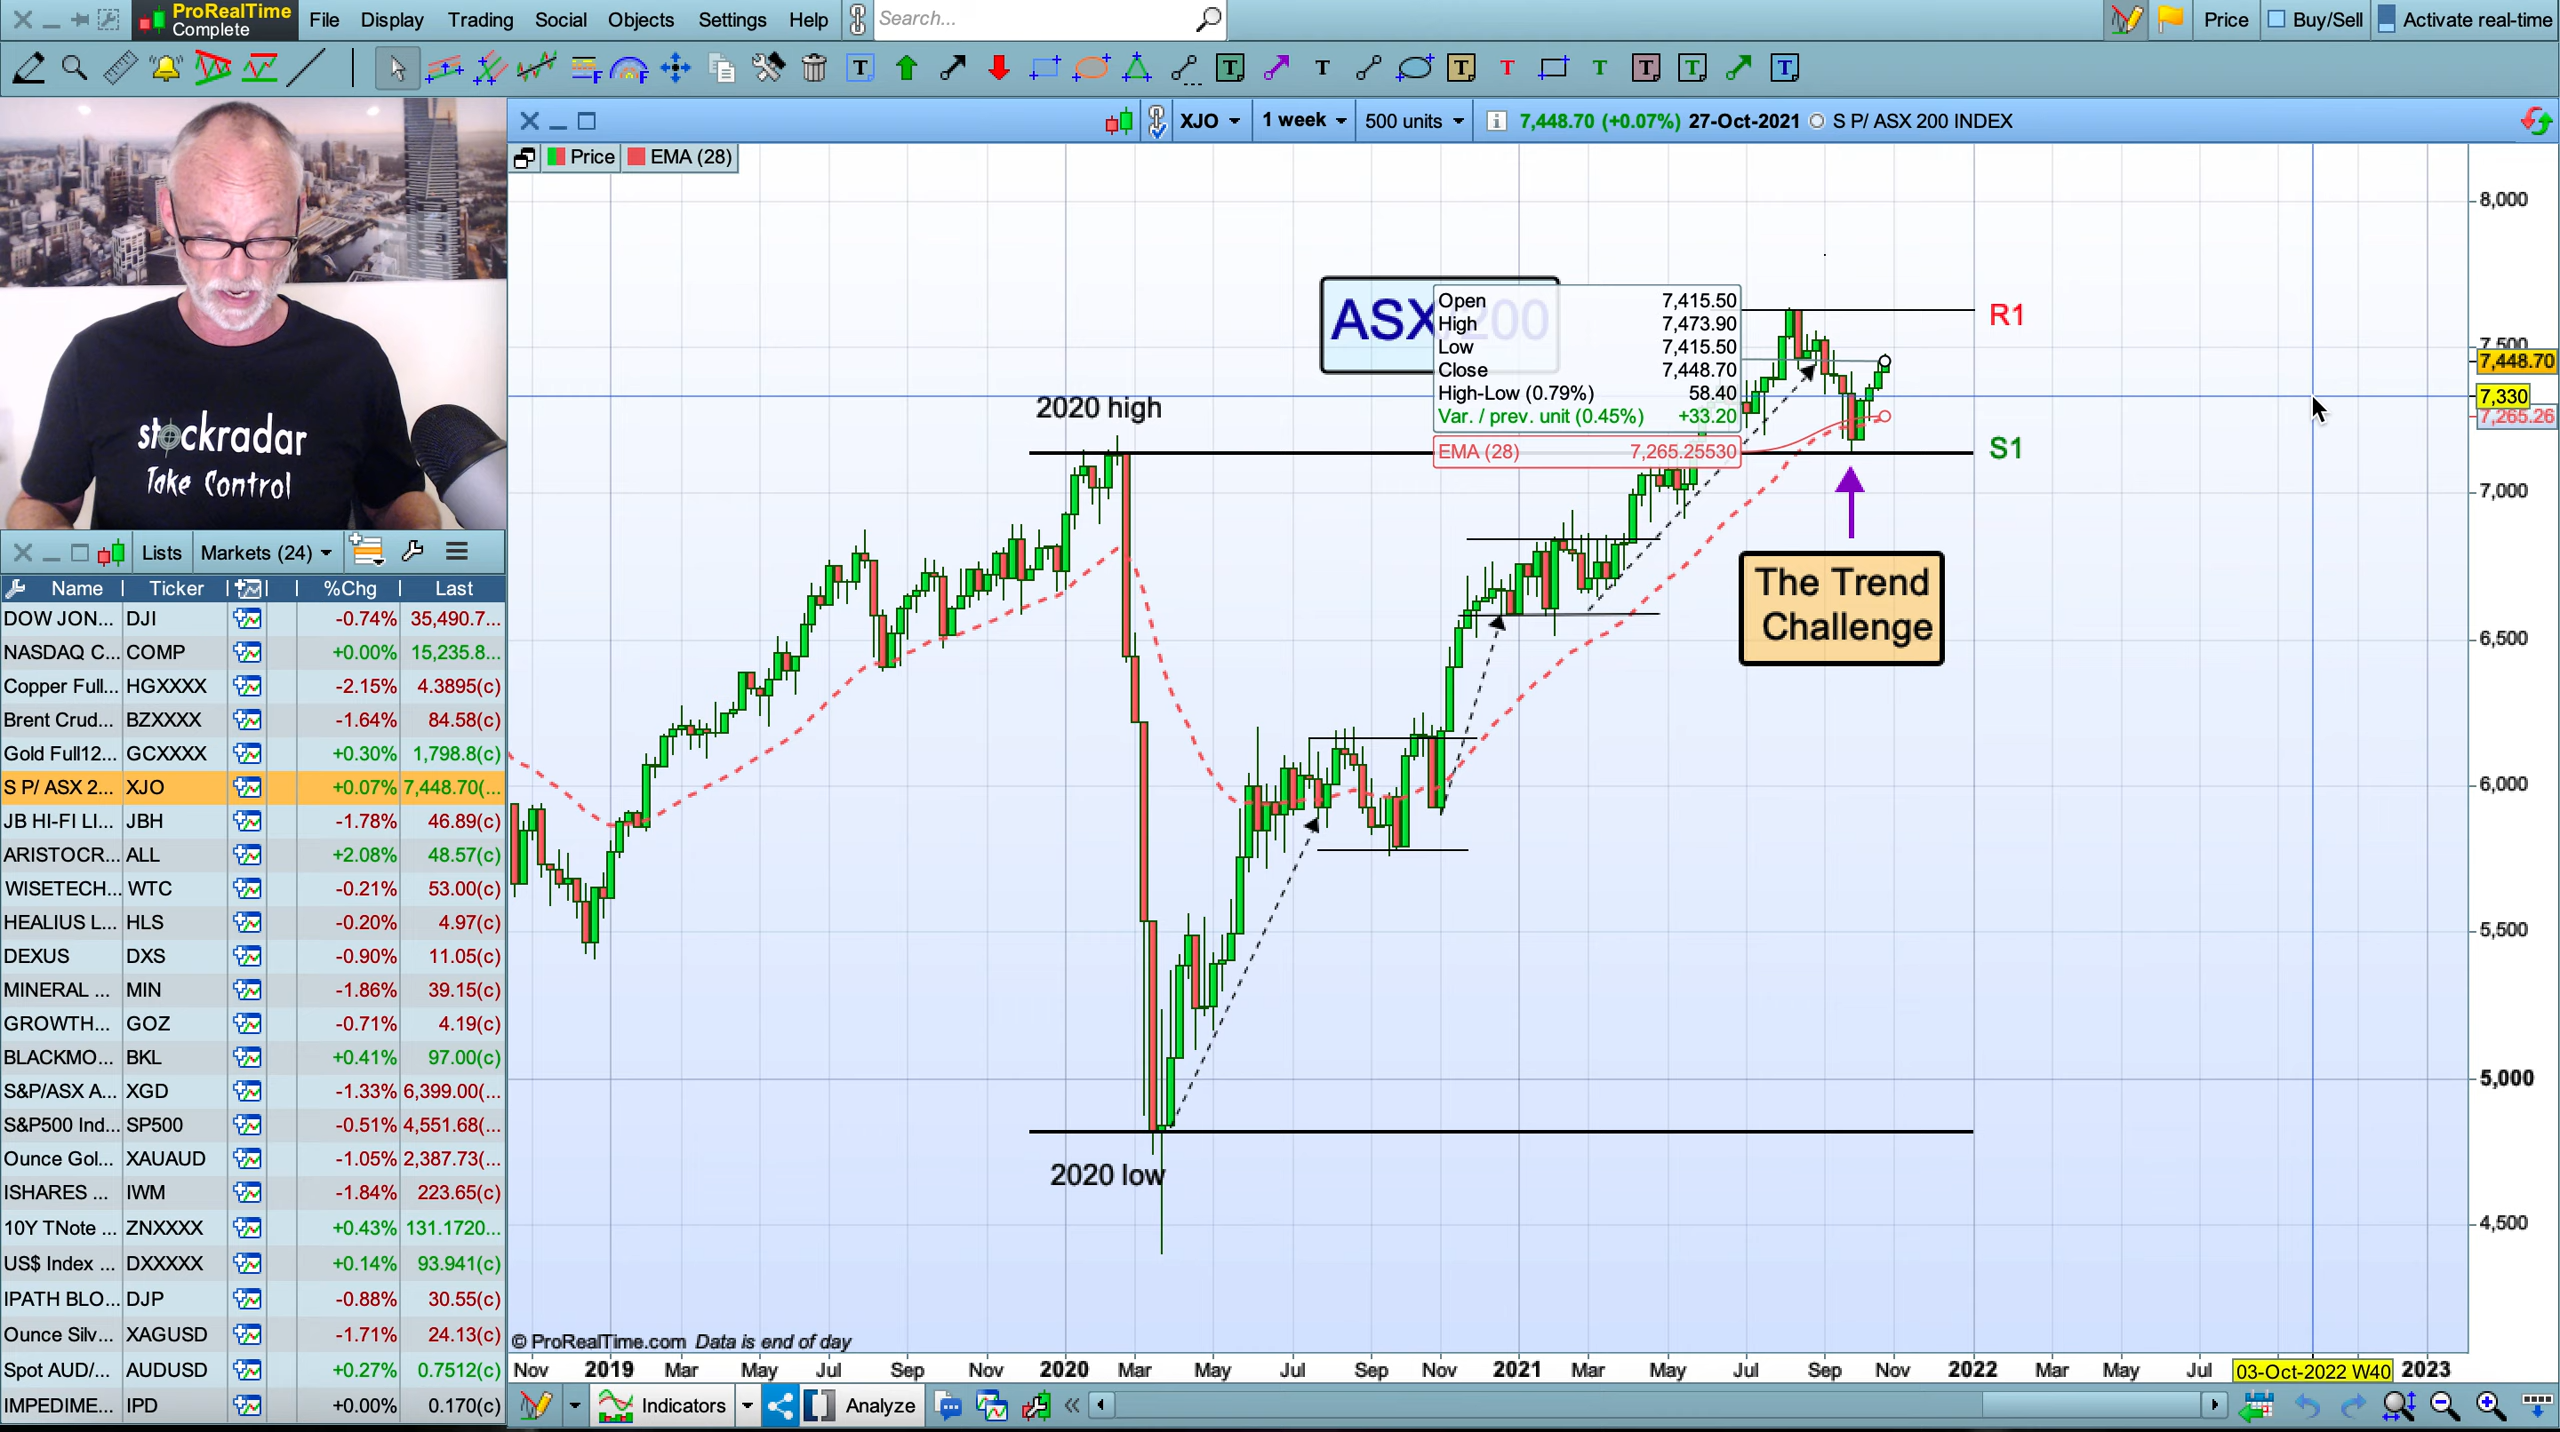 ProRealTime
Complete
File Display Trading Social Objects Settings Help Search... Price Buy/Sell Activate real-time
XJO 1 week 500 units 7,448.70 (+0.07%) 27-Oct-2021 S P/ ASX 200 INDEX
Price EMA (28)
stockradar
Take Control
Lists Markets (24)
Name Ticker %Chg Last
DOW JON... DJI -0.74% 35,490.7...
NASDAQ C... COMP +0.00% 15,235.8...
Copper Full... HGXXXX -2.15% 4.3895(c)
Brent Crud... BZXXXX -1.64% 84.58(c)
Gold Full12... GCXXXX +0.30% 1,798.8(c)
S P/ ASX 2... XJO +0.07% 7,448.70(...
JB HI-FI LI... JBH -1.78% 46.89(c)
ARISTOCR... ALL +2.08% 48.57(c)
WISETECH... WTC -0.21% 53.00(c)
HEALIUS L... HLS -0.20% 4.97(c)
DEXUS DXS -0.90% 11.05(c)
MINERAL ... MIN -1.86% 39.15(c)
GROWTH... GOZ -0.71% 4.19(c)
BLACKMO... BKL +0.41% 97.00(c)
S&P/ASX A... XGD -1.33% 6,399.00(...
S&P500 Ind... SP500 -0.51% 4,551.68(...
Ounce Gol... XAUAUD -1.05% 2,387.73(...
ISHARES ... IWM -1.84% 223.65(c)
10Y TNote ... ZNXXXX +0.43% 131.1720...
US$ Index ... DXXXXX +0.14% 93.941(c)
IPATH BLO... DJP -0.88% 30.55(c)
Ounce Silv... XAGUSD -1.71% 24.13(c)
Spot AUD/... AUDUSD +0.27% 0.7512(c)
IMPEDIME... IPD +0.00% 0.170(c)
ASX 200
Open 7,415.50
High 7,473.90
Low 7,415.50
Close 7,448.70
High-Low (0.79%) 58.40
Var. / prev. unit (0.45%) +33.20
EMA (28) 7,265.25530
2020 high
R1
S1
The Trend
Challenge
2020 low
8,000
7,500
7,448.70
7,330
7,265.26
7,000
6,500
6,000
5,500
5,000
4,500
© ProRealTime.com Data is end of day
Nov 2019 Mar May Jul Sep Nov 2020 Mar May Jul Sep Nov 2021 Mar May Jul Sep Nov 2022 Mar May Jul 03-Oct-2022 W40 2023
Indicators Analyze